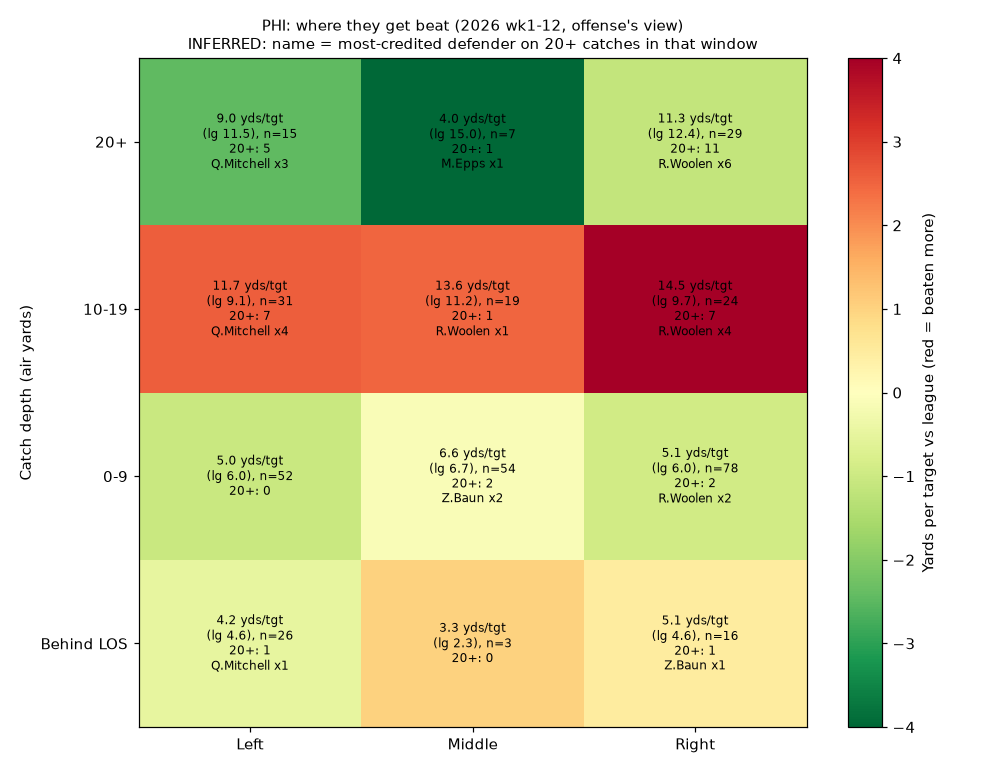 PHI: where they get beat (2026 wk1-12, offense's view)
INFERRED: name = most-credited defender on 20+ catches in that window
Catch depth (air yards)
20+
9.0 yds/tgt
(lg 11.5), n=15
20+: 5
Q.Mitchell x3
4.0 yds/tgt
(lg 15.0), n=7
20+: 1
M.Epps x1
11.3 yds/tgt
(lg 12.4), n=29
20+: 11
R.Woolen x6
10-19
11.7 yds/tgt
(lg 9.1), n=31
20+: 7
Q.Mitchell x4
13.6 yds/tgt
(lg 11.2), n=19
20+: 1
R.Woolen x1
14.5 yds/tgt
(lg 9.7), n=24
20+: 7
R.Woolen x4
0-9
5.0 yds/tgt
(lg 6.0), n=52
20+: 0
6.6 yds/tgt
(lg 6.7), n=54
20+: 2
Z.Baun x2
5.1 yds/tgt
(lg 6.0), n=78
20+: 2
R.Woolen x2
Behind LOS
4.2 yds/tgt
(lg 4.6), n=26
20+: 1
Q.Mitchell x1
3.3 yds/tgt
(lg 2.3), n=3
20+: 0
5.1 yds/tgt
(lg 4.6), n=16
20+: 1
Z.Baun x1
Left
Middle
Right
4
3
2
1
0
−1
−2
−3
−4
Yards per target vs league (red = beaten more)